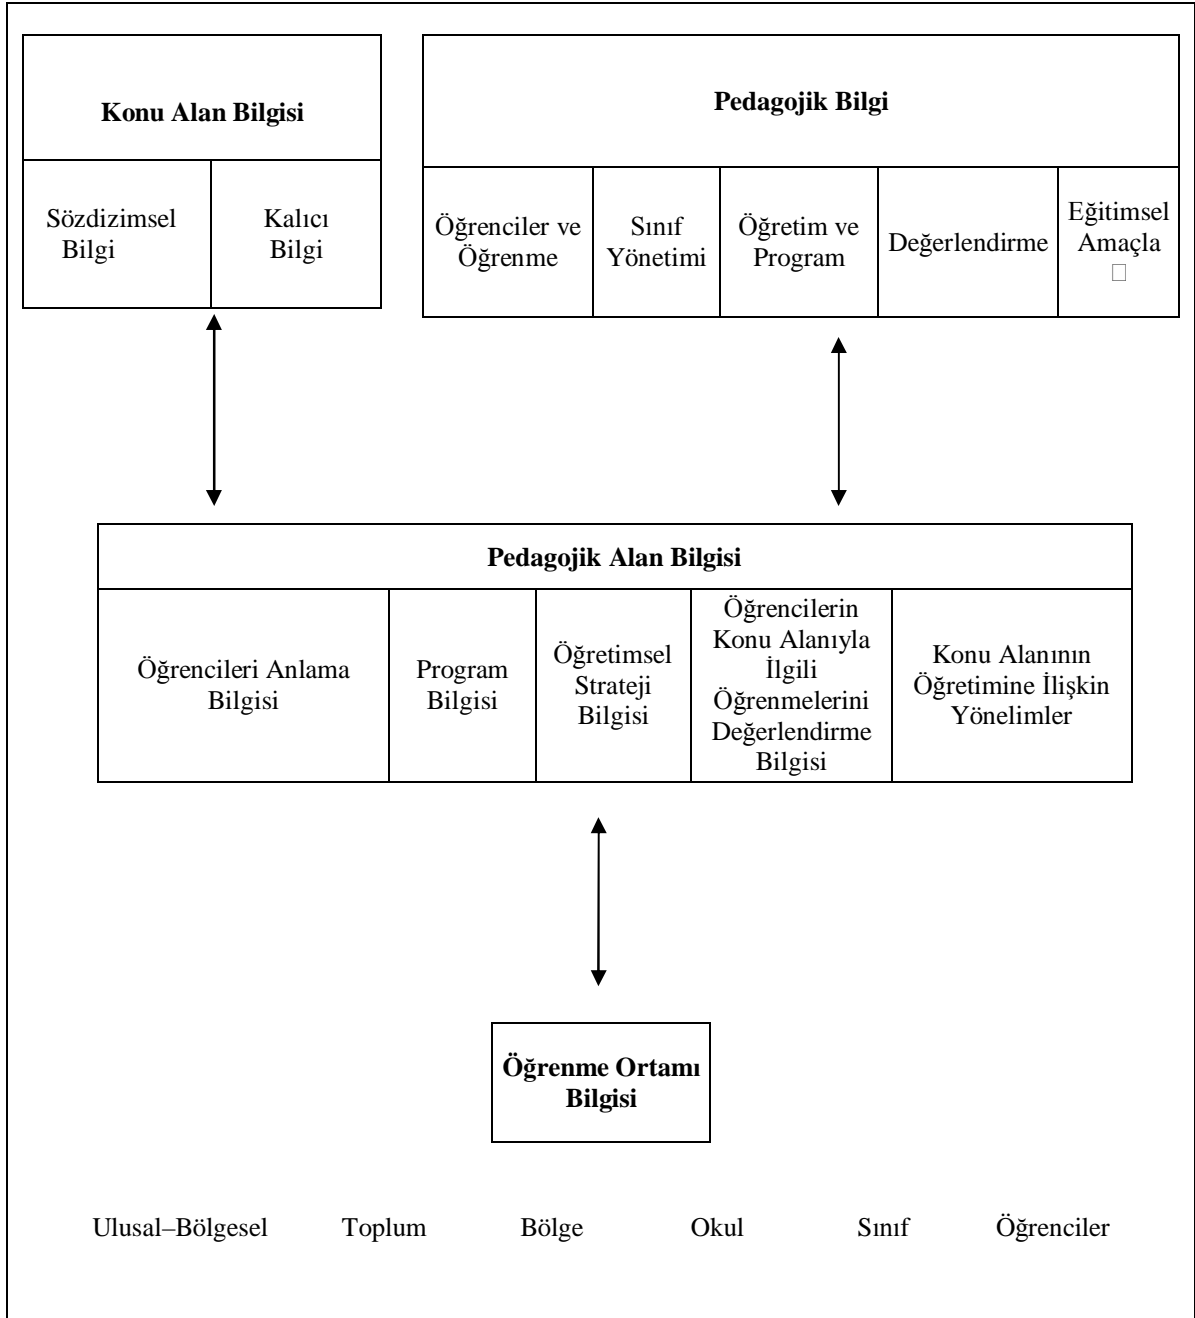 Konu Alan Bilgisi
Sözdizimsel
Bilgi
Kalıcı
Bilgi
Pedagojik Bilgi
Öğrenciler ve
Öğrenme
Sınıf
Yönetimi
Öğretim ve
Program
Değerlendirme
Eğitimsel
Amaçla
Pedagojik Alan Bilgisi
Öğrencileri Anlama
Bilgisi
Program
Bilgisi
Öğretimsel
Strateji
Bilgisi
Öğrencilerin
Konu Alanıyla
İlgili
Öğrenmelerini
Değerlendirme
Bilgisi
Konu Alanının
Öğretimine İlişkin
Yönelimler
Öğrenme Ortamı
Bilgisi
Ulusal–Bölgesel Toplum Bölge Okul Sınıf Öğrenciler